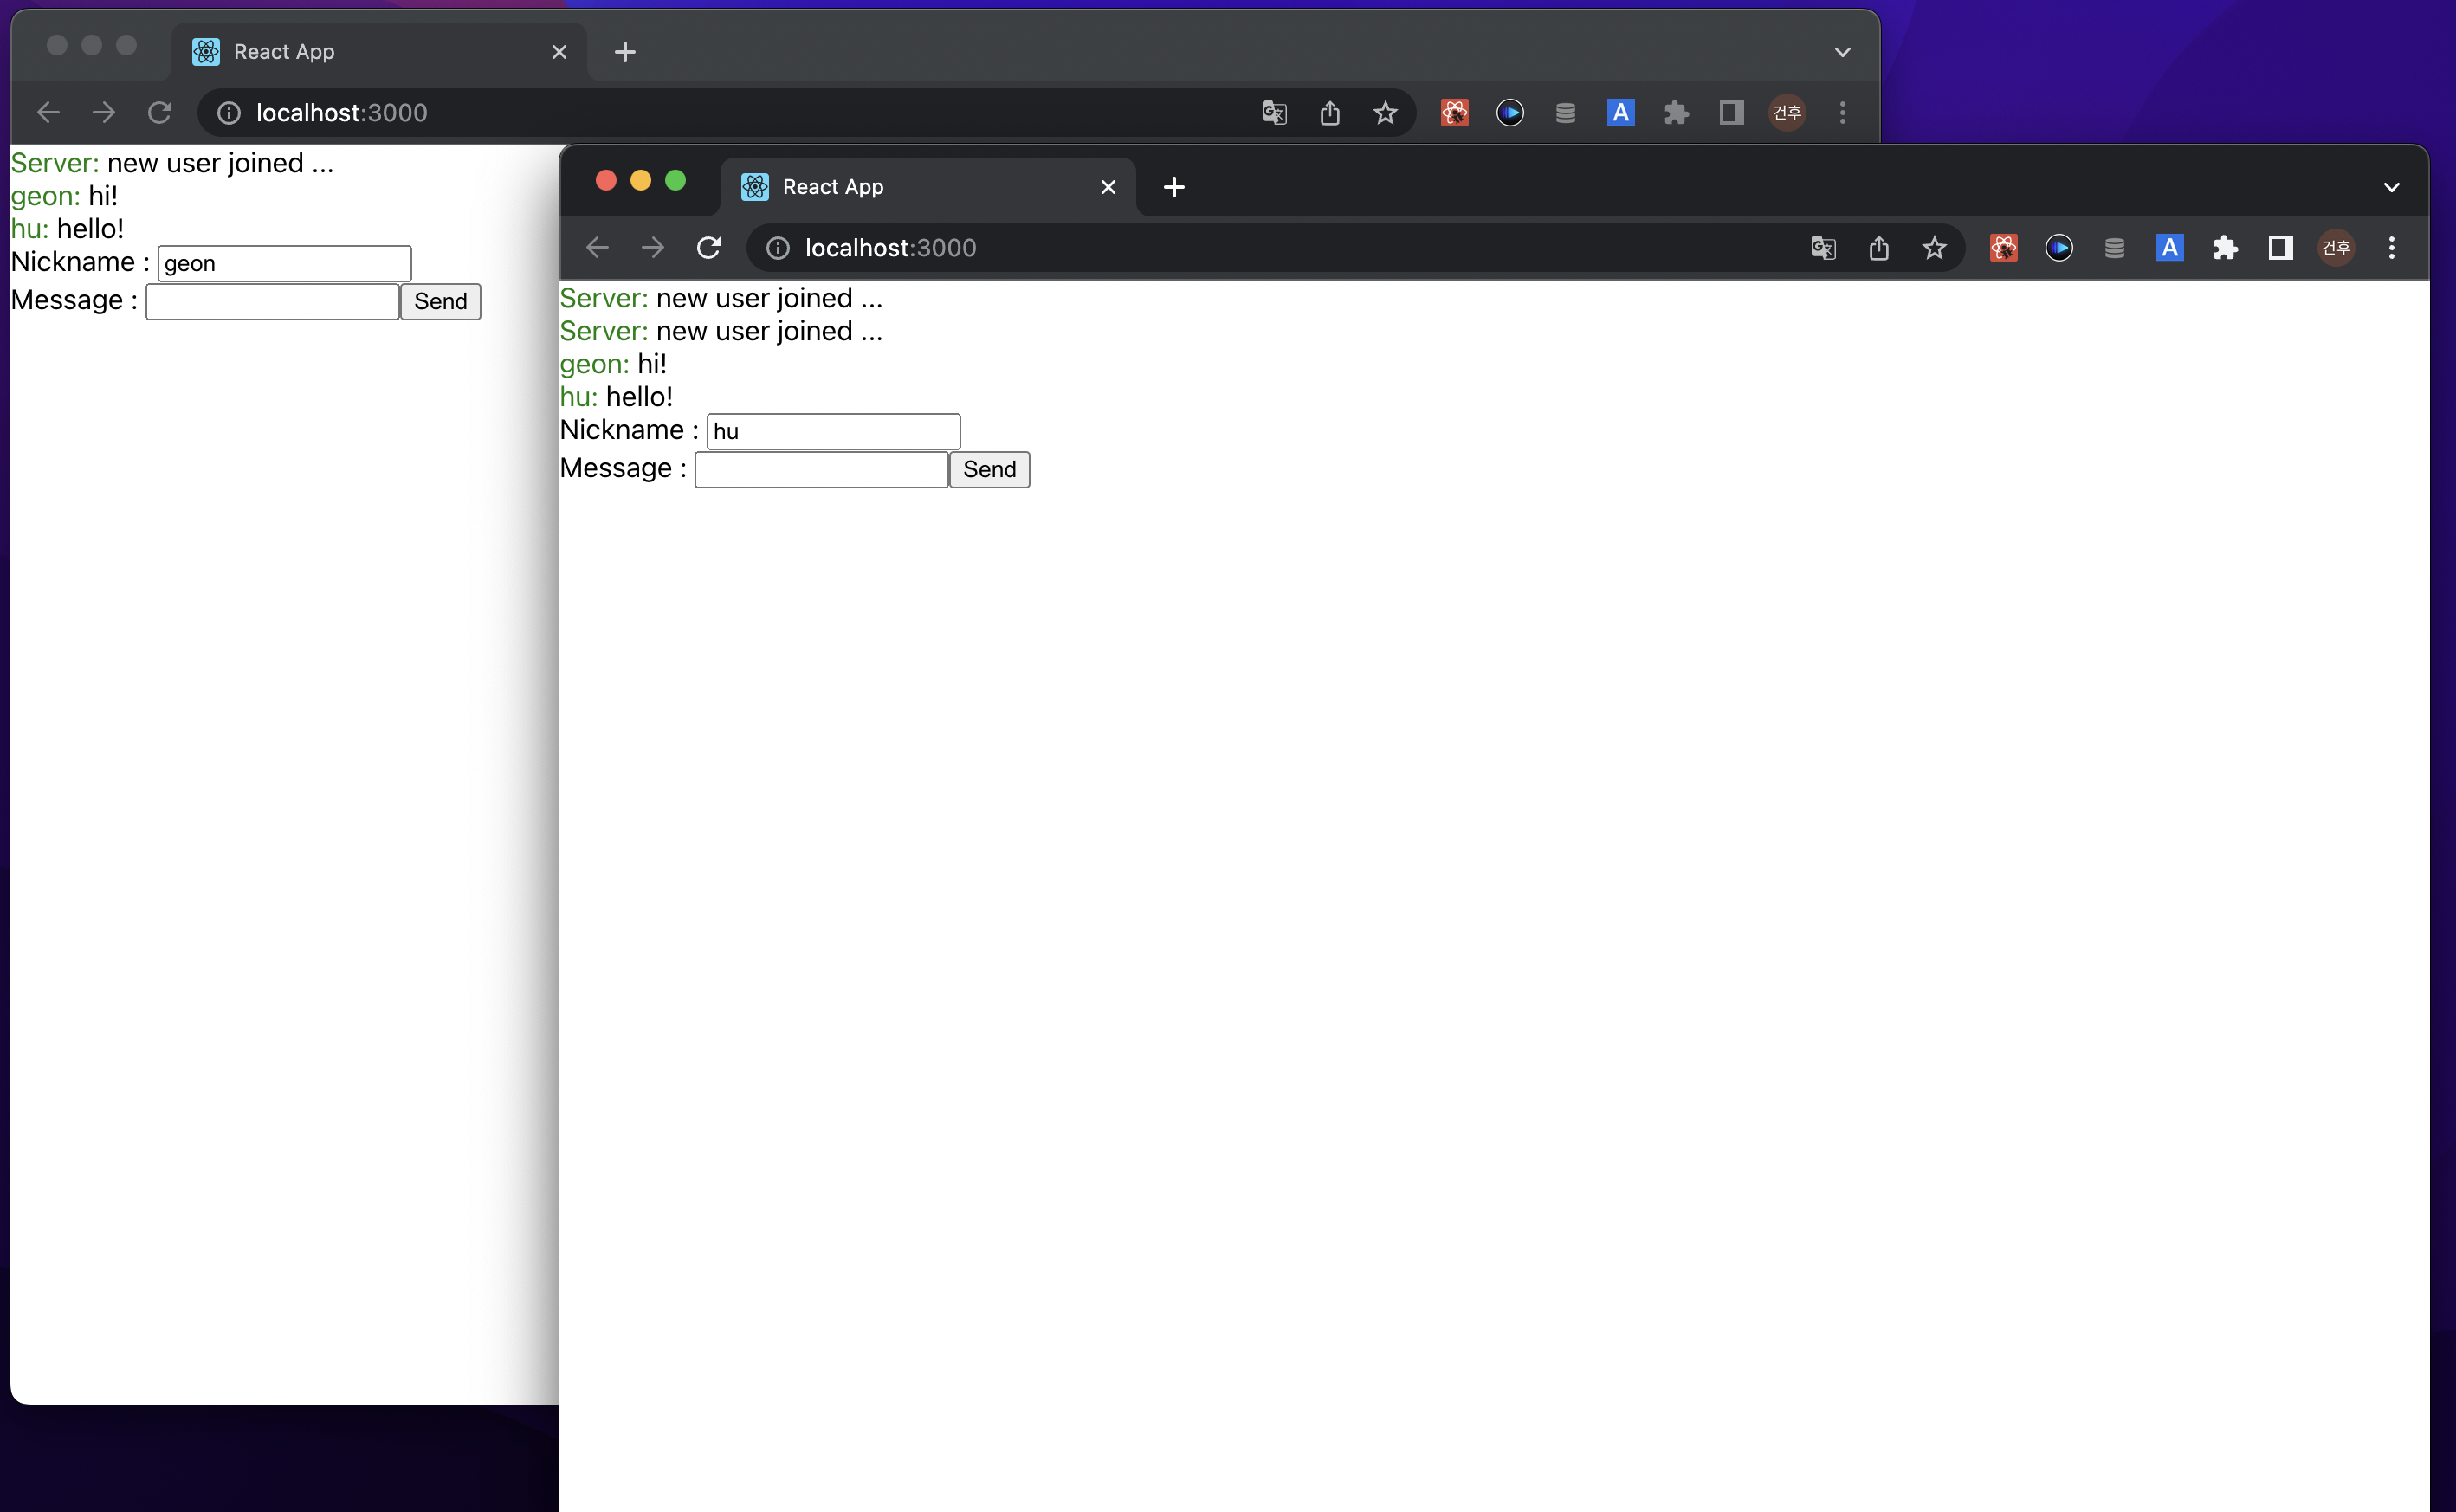 React App
localhost:3000
건후
Server: new user joined ...
geon: hi!
hu: hello!
Nickname : geon
Message : Send
React App
localhost:3000
A
건후
Server: new user joined ...
Server: new user joined ...
geon: hi!
hu: hello!
Nickname : hu
Message : Send